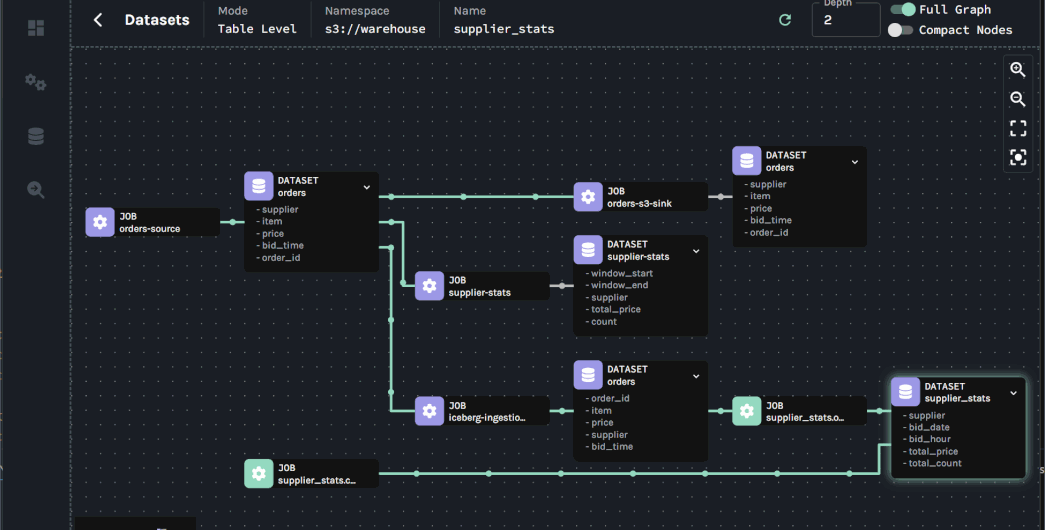 Datasets
Mode
Table Level
Namespace
s3://warehouse
Name
supplier_stats
Depth
2
Full Graph
Compact Nodes
JOB
orders-source
DATASET
orders
- supplier
- item
- price
- bid_time
- order_id
JOB
orders-s3-sink
DATASET
orders
- supplier
- item
- price
- bid_time
- order_id
JOB
supplier-stats
DATASET
supplier-stats
- window_start
- window_end
- supplier
- total_price
- count
JOB
iceberg-ingestio...
DATASET
orders
- order_id
- item
- price
- supplier
- bid_time
JOB
supplier_stats.o...
DATASET
supplier_stats
- supplier
- bid_date
- bid_hour
- total_price
- total_count
JOB
supplier_stats.c...